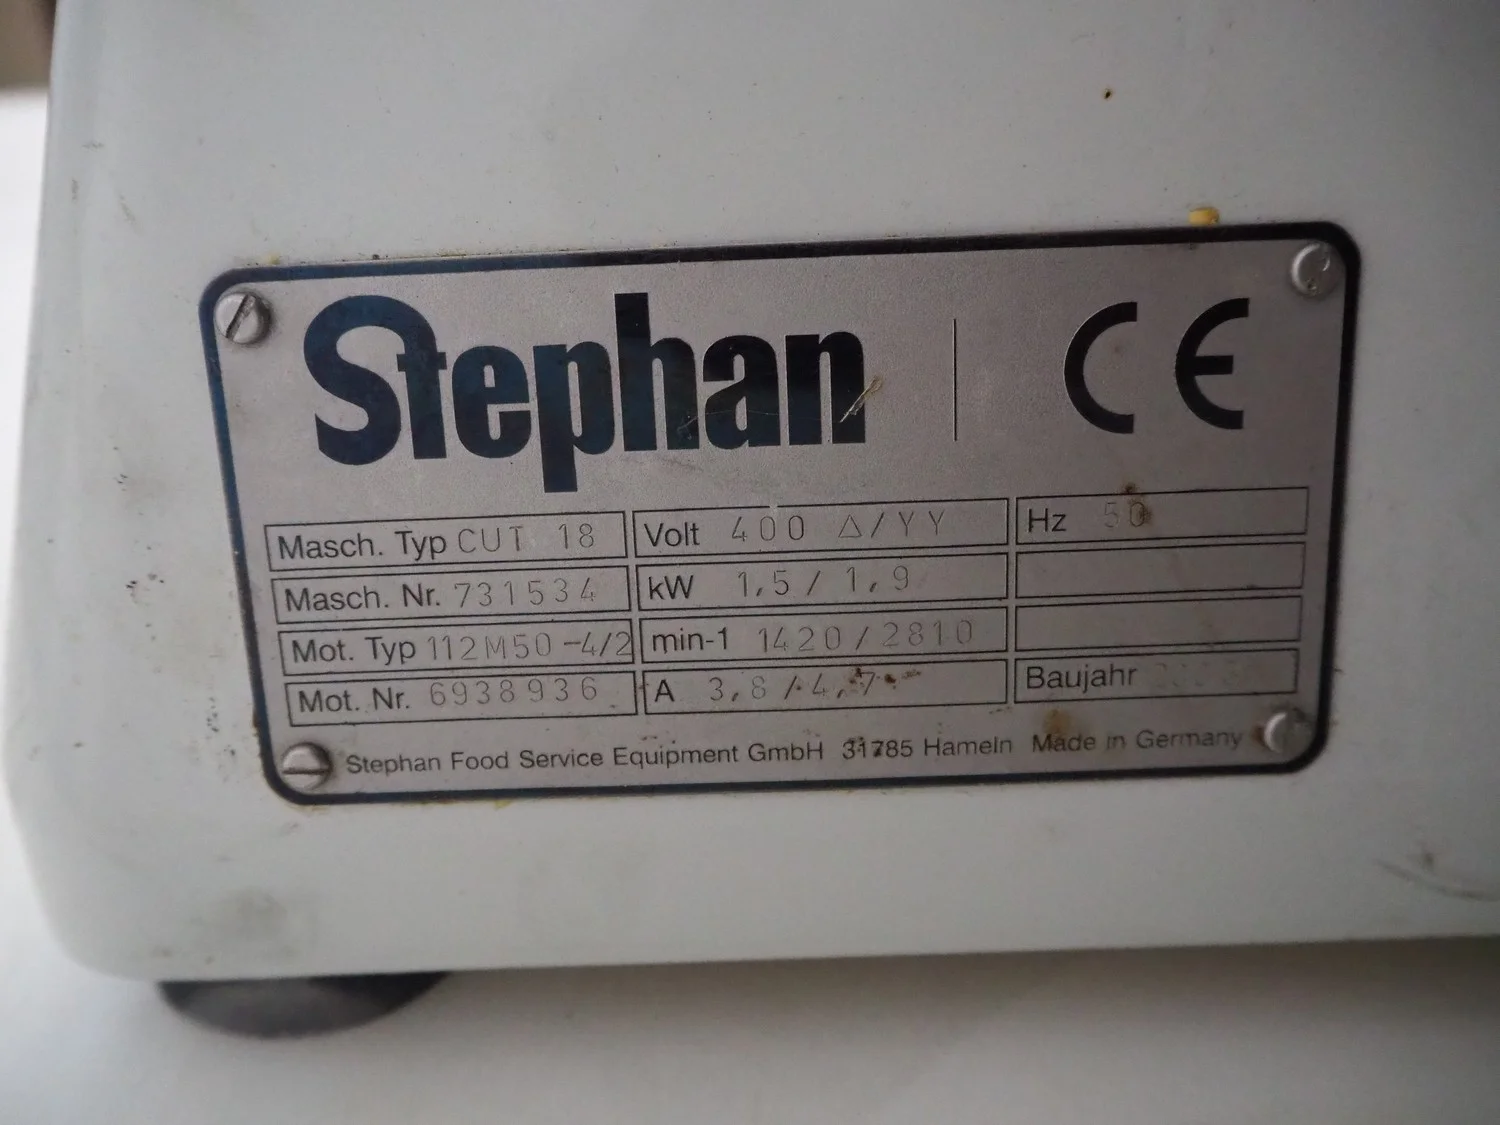 Stephan CE
Masch. Typ CUT 18 Volt 400 Δ/YY Hz 50
Masch. Nr. 731534 kW 1,5/1,9
Mot. Typ 112M50-4/2 min-1 1420/2810
Mot. Nr. 6938936 A 3,8/4,7 Baujahr
Stephan Food Service Equipment GmbH 31785 Hameln Made in Germany